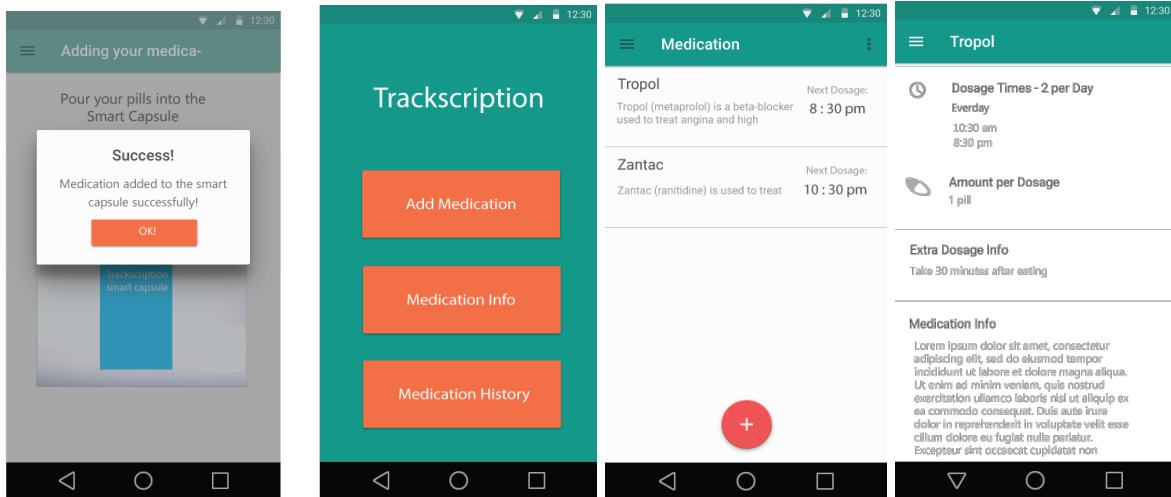 12:30
Adding your medica-
Pour your pills into the
Smart Capsule
Success!
Medication added to the smart
capsule successfully!
OK!
Trackscription
smart capsule
12:30
Trackscription
Add Medication
Medication Info
Medication History
12:30
Medication
Tropol
Next Dosage:
Tropol (metaprolol) is a beta-blocker
used to treat angina and high
8 : 30 pm
Zantac
Next Dosage:
Zantac (ranitidine) is used to treat
10 : 30 pm
+
12:30
Tropol
Dosage Times - 2 per Day
Everday
10:30 am
8:30 pm
Amount per Dosage
1 pill
Extra Dosage Info
Take 30 minutes after eating
Medication Info
Lorem ipsum dolor sit amet, consectetur
adipiscing elit, sed do eiusmod tempor
incididunt ut labore et dolore magna aliqua.
Ut enim ad minim veniam, quis nostrud
exercitation ullamco laboris nisi ut aliquip ex
ea commodo consequat. Duis aute irure
dolor in reprehenderit in voluptate velit esse
cillum dolore eu fugiat nulla pariatur.
Excepteur sint occaecat cupidatat non